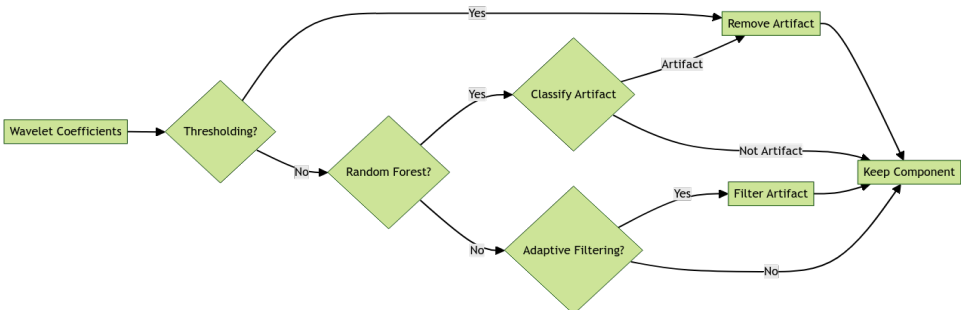 Yes
Remove Artifact
Artifact
Yes
Classify Artifact
Wavelet Coefficients
Thresholding?
Not Artifact
No
Random Forest?
Keep Component
Yes
Filter Artifact
No
Adaptive Filtering?
No